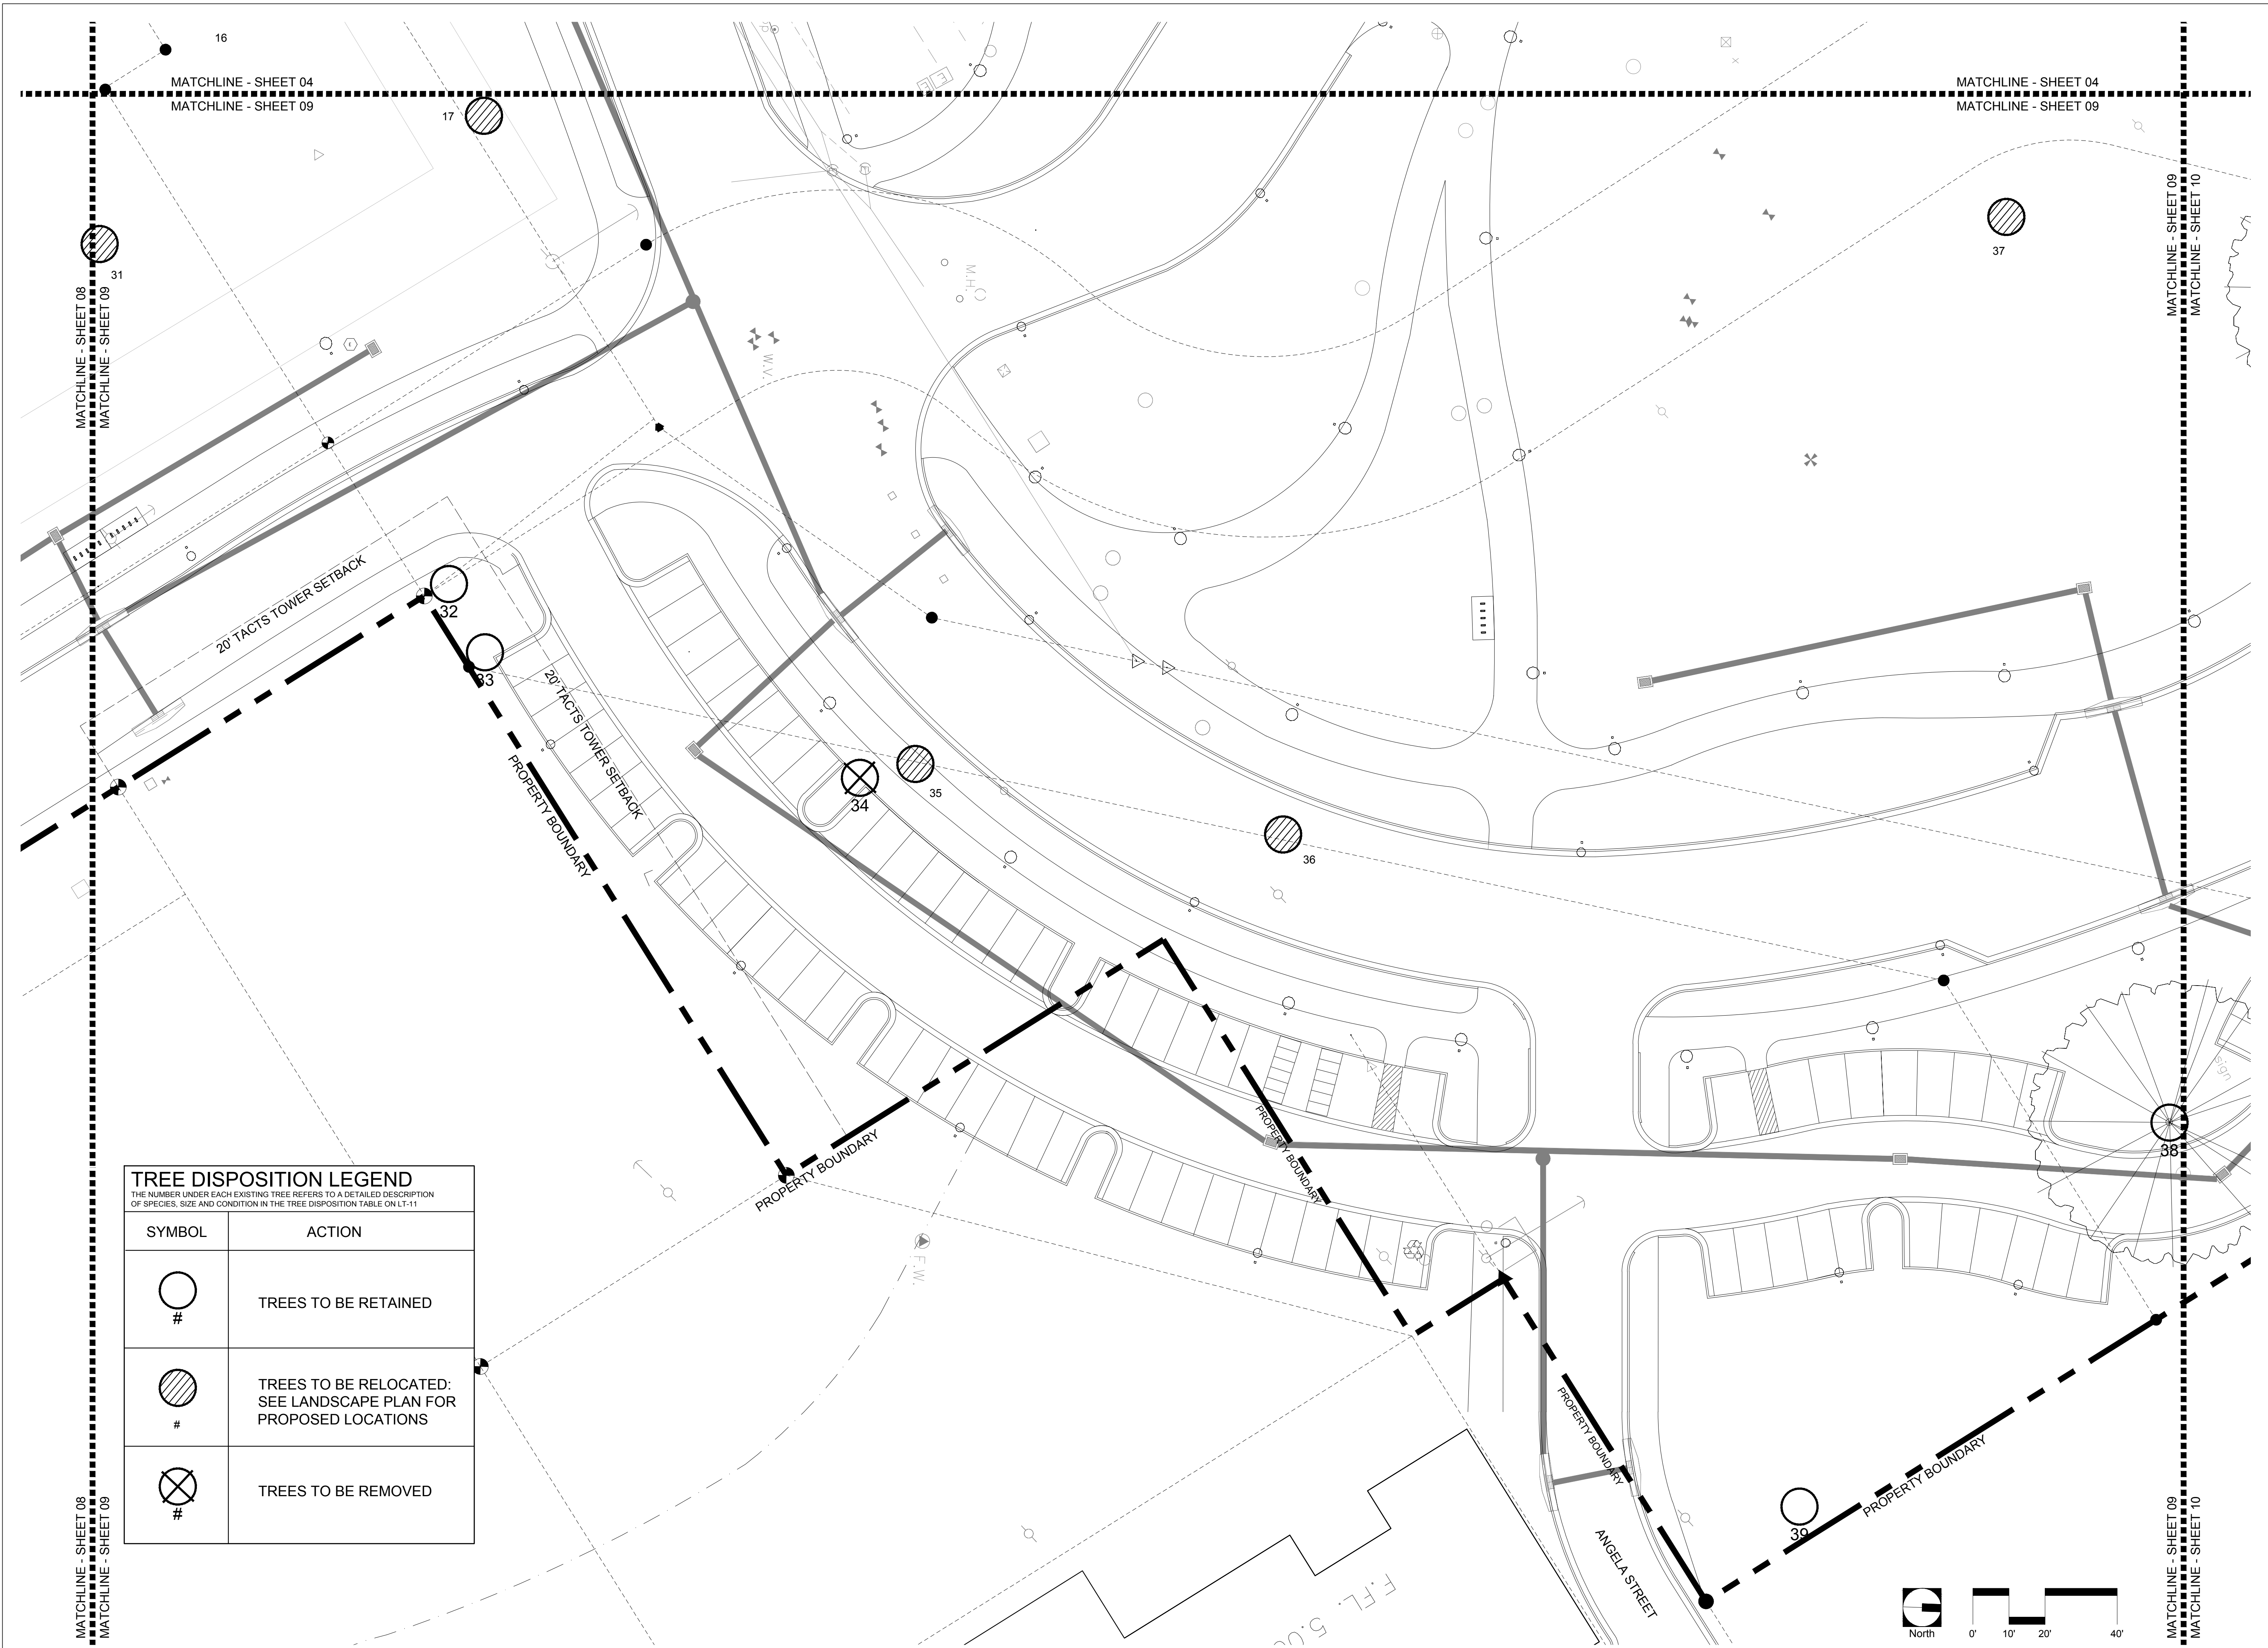 16
MATCHLINE - SHEET 04
MATCHLINE - SHEET 09
MATCHLINE - SHEET 04
MATCHLINE - SHEET 09
17
E
E
31
37
MATCHLINE - SHEET 08
MATCHLINE - SHEET 09
MATCHLINE - SHEET 09
MATCHLINE - SHEET 10
M.H.
W.V.
20' TACTS TOWER SETBACK
32
33
20' TACTS TOWER SETBACK
PROPERTY BOUNDARY
34
35
36
PROPERTY BOUNDARY
PROPERTY BOUNDARY
sign
38
F.W.
TREE DISPOSITION LEGEND
THE NUMBER UNDER EACH EXISTING TREE REFERS TO A DETAILED DESCRIPTION
OF SPECIES, SIZE AND CONDITION IN THE TREE DISPOSITION TABLE ON LT-11
SYMBOL
ACTION
#
TREES TO BE RETAINED
#
TREES TO BE RELOCATED:
SEE LANDSCAPE PLAN FOR
PROPOSED LOCATIONS
#
TREES TO BE REMOVED
PROPERTY BOUNDARY
PROPERTY BOUNDARY
39
ANGELA STREET
F.FL.
MATCHLINE - SHEET 08
MATCHLINE - SHEET 09
MATCHLINE - SHEET 09
MATCHLINE - SHEET 10
North
0' 10' 20' 40'